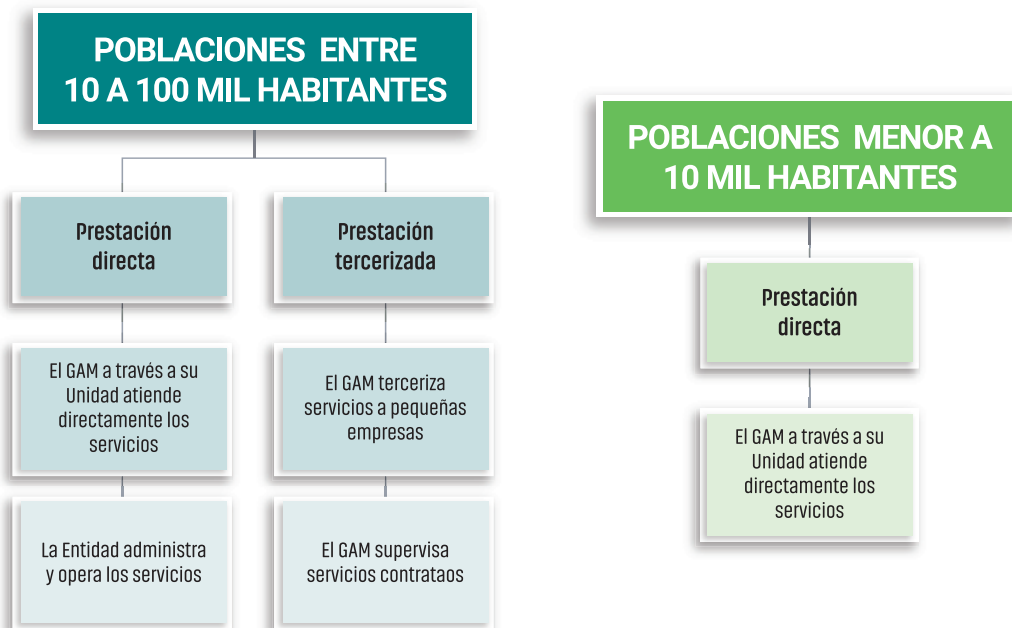 POBLACIONES ENTRE
10 A 100 MIL HABITANTES
Prestación
directa
El GAM a través a su
Unidad atiende
directamente los
servicios
La Entidad administra
y opera los servicios
Prestación
tercerizada
El GAM terceriza
servicios a pequeñas
empresas
El GAM supervisa
servicios contrataos
POBLACIONES MENOR A
10 MIL HABITANTES
Prestación
directa
El GAM a través a su
Unidad atiende
directamente los
servicios